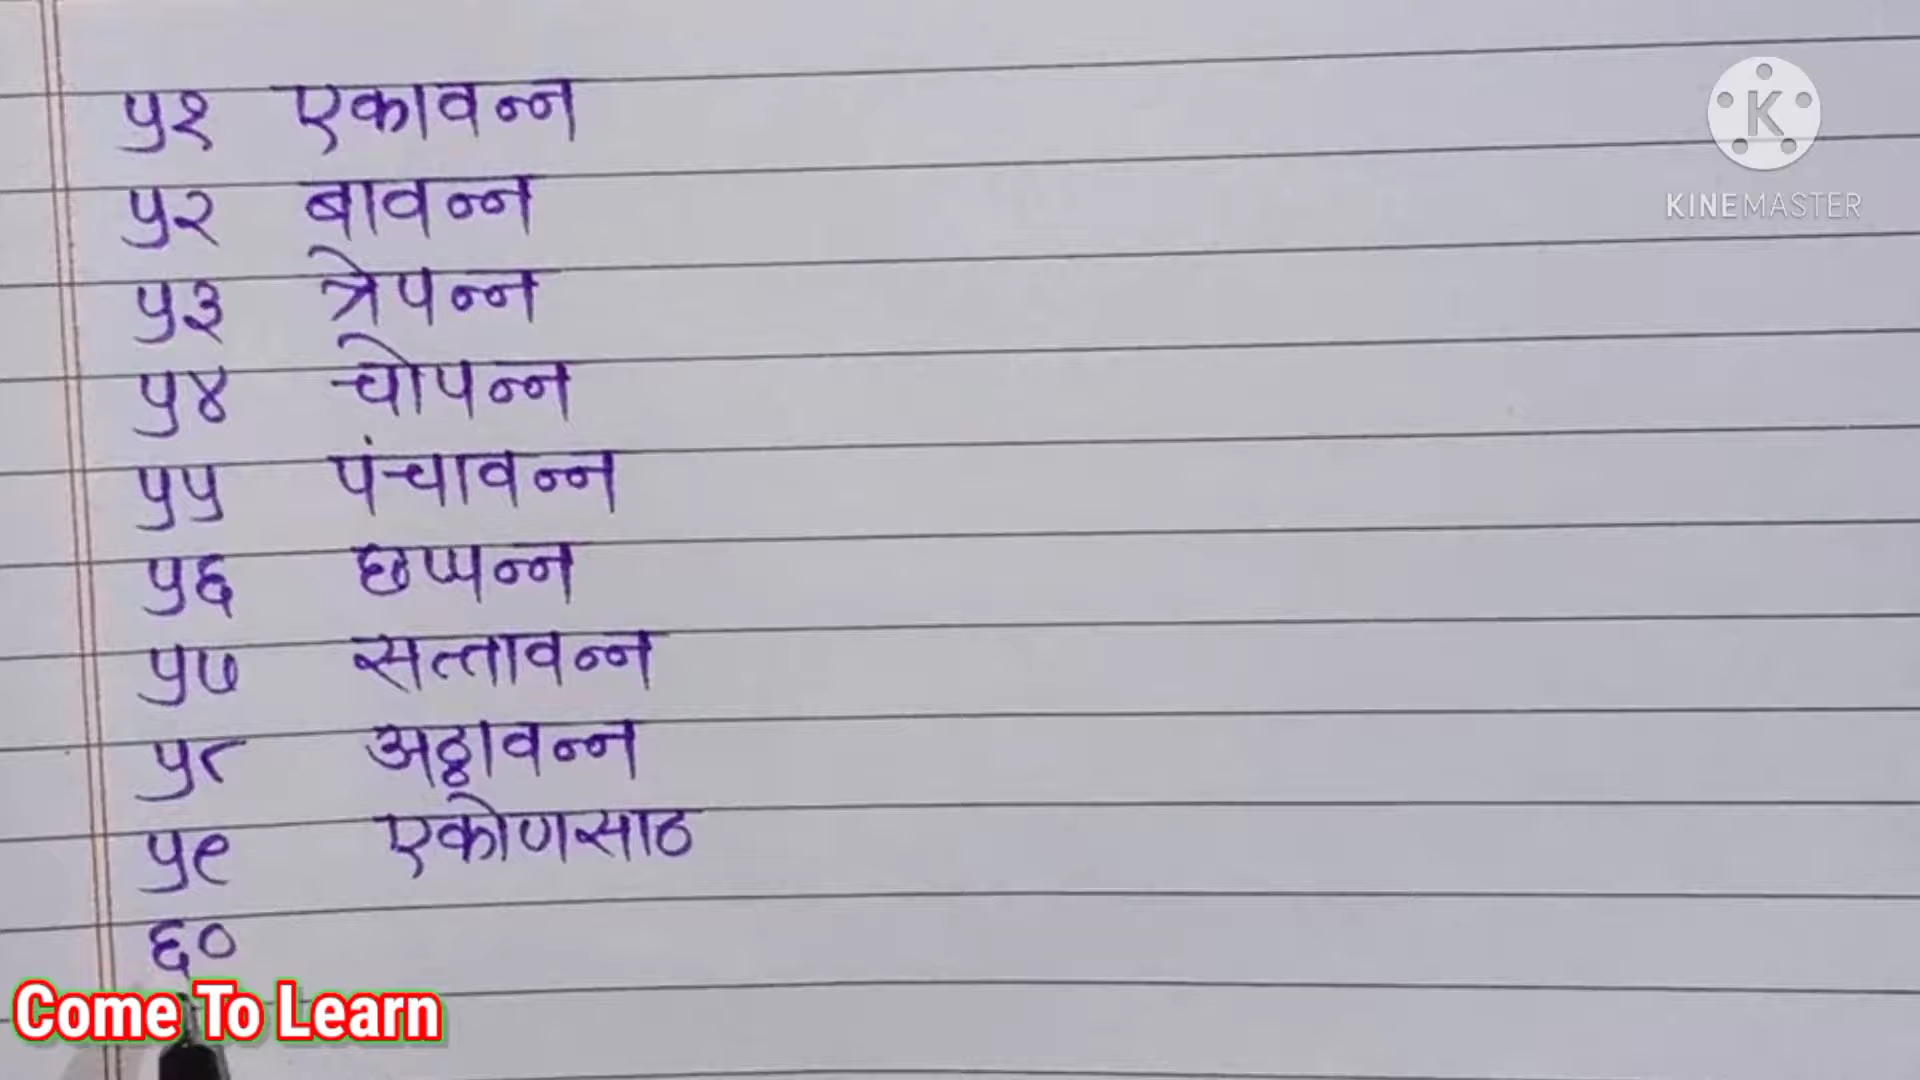 ५१ एकावन्न
५२ बावन्न
५३ त्रेपन्न
५४ चोपन्न
५५ पंचावन्न
५६ छप्पन्न
५७ सत्तावन्न
५८ अठ्ठावन्न
५९ एकोणसाठ
६०
K
KINEMASTER
Come To Learn